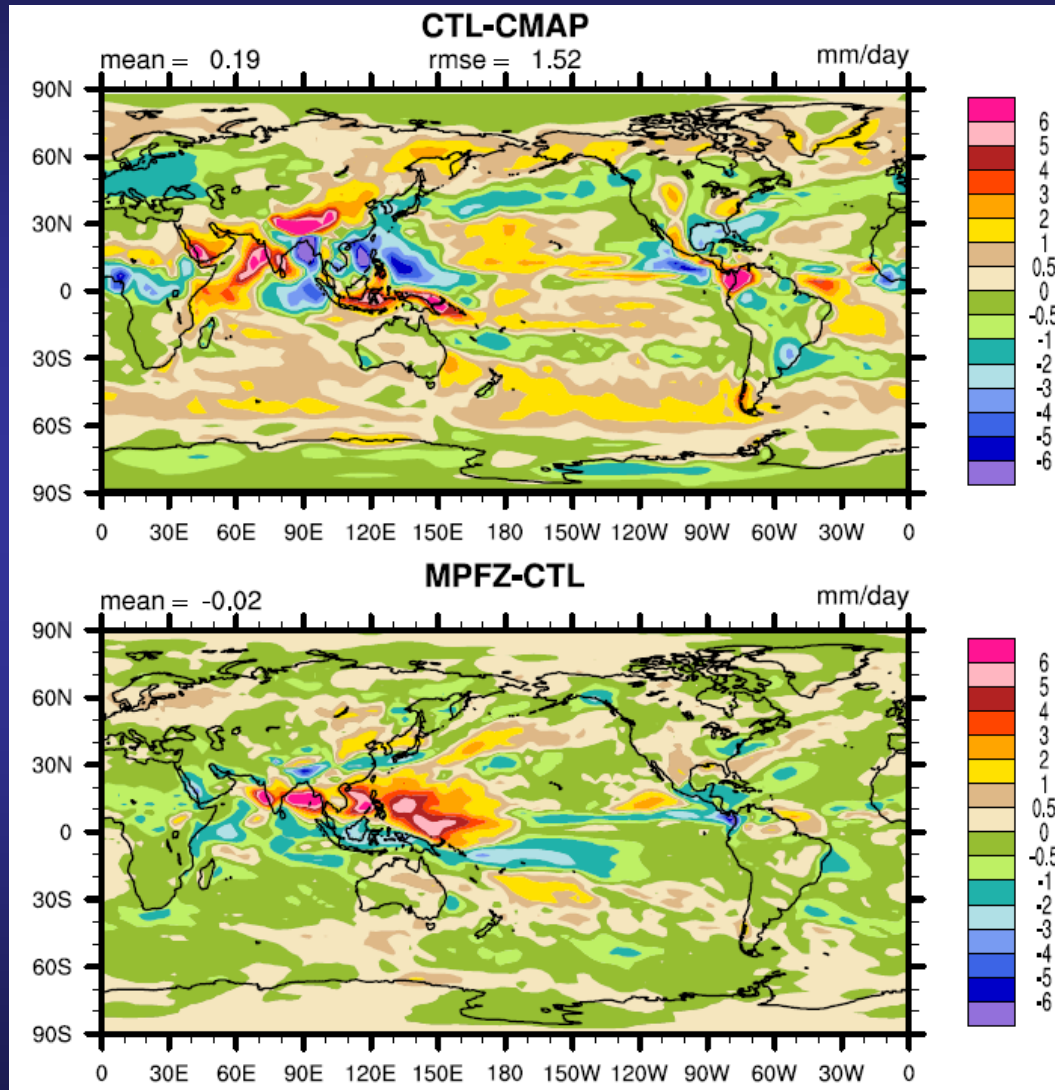 CTL-CMAP
mean = 0.19 rmse = 1.52 mm/day
90N
60N
30N
0
30S
60S
90S
0 30E 60E 90E 120E 150E 180 150W 120W 90W 60W 30W 0
6
5
4
3
2
1
0.5
0
-0.5
-1
-2
-3
-4
-5
-6
MPFZ-CTL
mean = -0.02 mm/day
90N
60N
30N
0
30S
60S
90S
0 30E 60E 90E 120E 150E 180 150W 120W 90W 60W 30W 0
6
5
4
3
2
1
0.5
0
-0.5
-1
-2
-3
-4
-5
-6